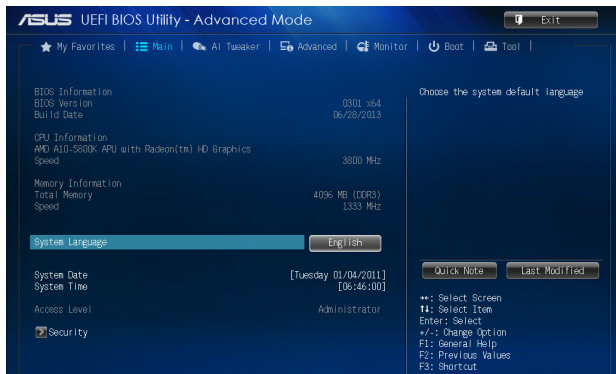 ASUS UEFI BIOS Utility - Advanced Mode
Exit
My Favorites | Main | Ai Tweaker | Advanced | Monitor | Boot | Tool |
BIOS Information
BIOS Version 0301 x64
Build Date 06/28/2013
CPU Information
AMD A10-5800K APU with Radeon(tm) HD Graphics
Speed 3800 MHz
Memory Information
Total Memory 4096 MB (DDR3)
Speed 1333 MHz
System Language English
System Date [Tuesday 01/04/2011]
System Time [06:46:00]
Access Level Administrator
Security
Choose the system default language
Quick Note Last Modified
→←: Select Screen
↑↓: Select Item
Enter: Select
+/-: Change Option
F1: General Help
F2: Previous Values
F3: Shortcut